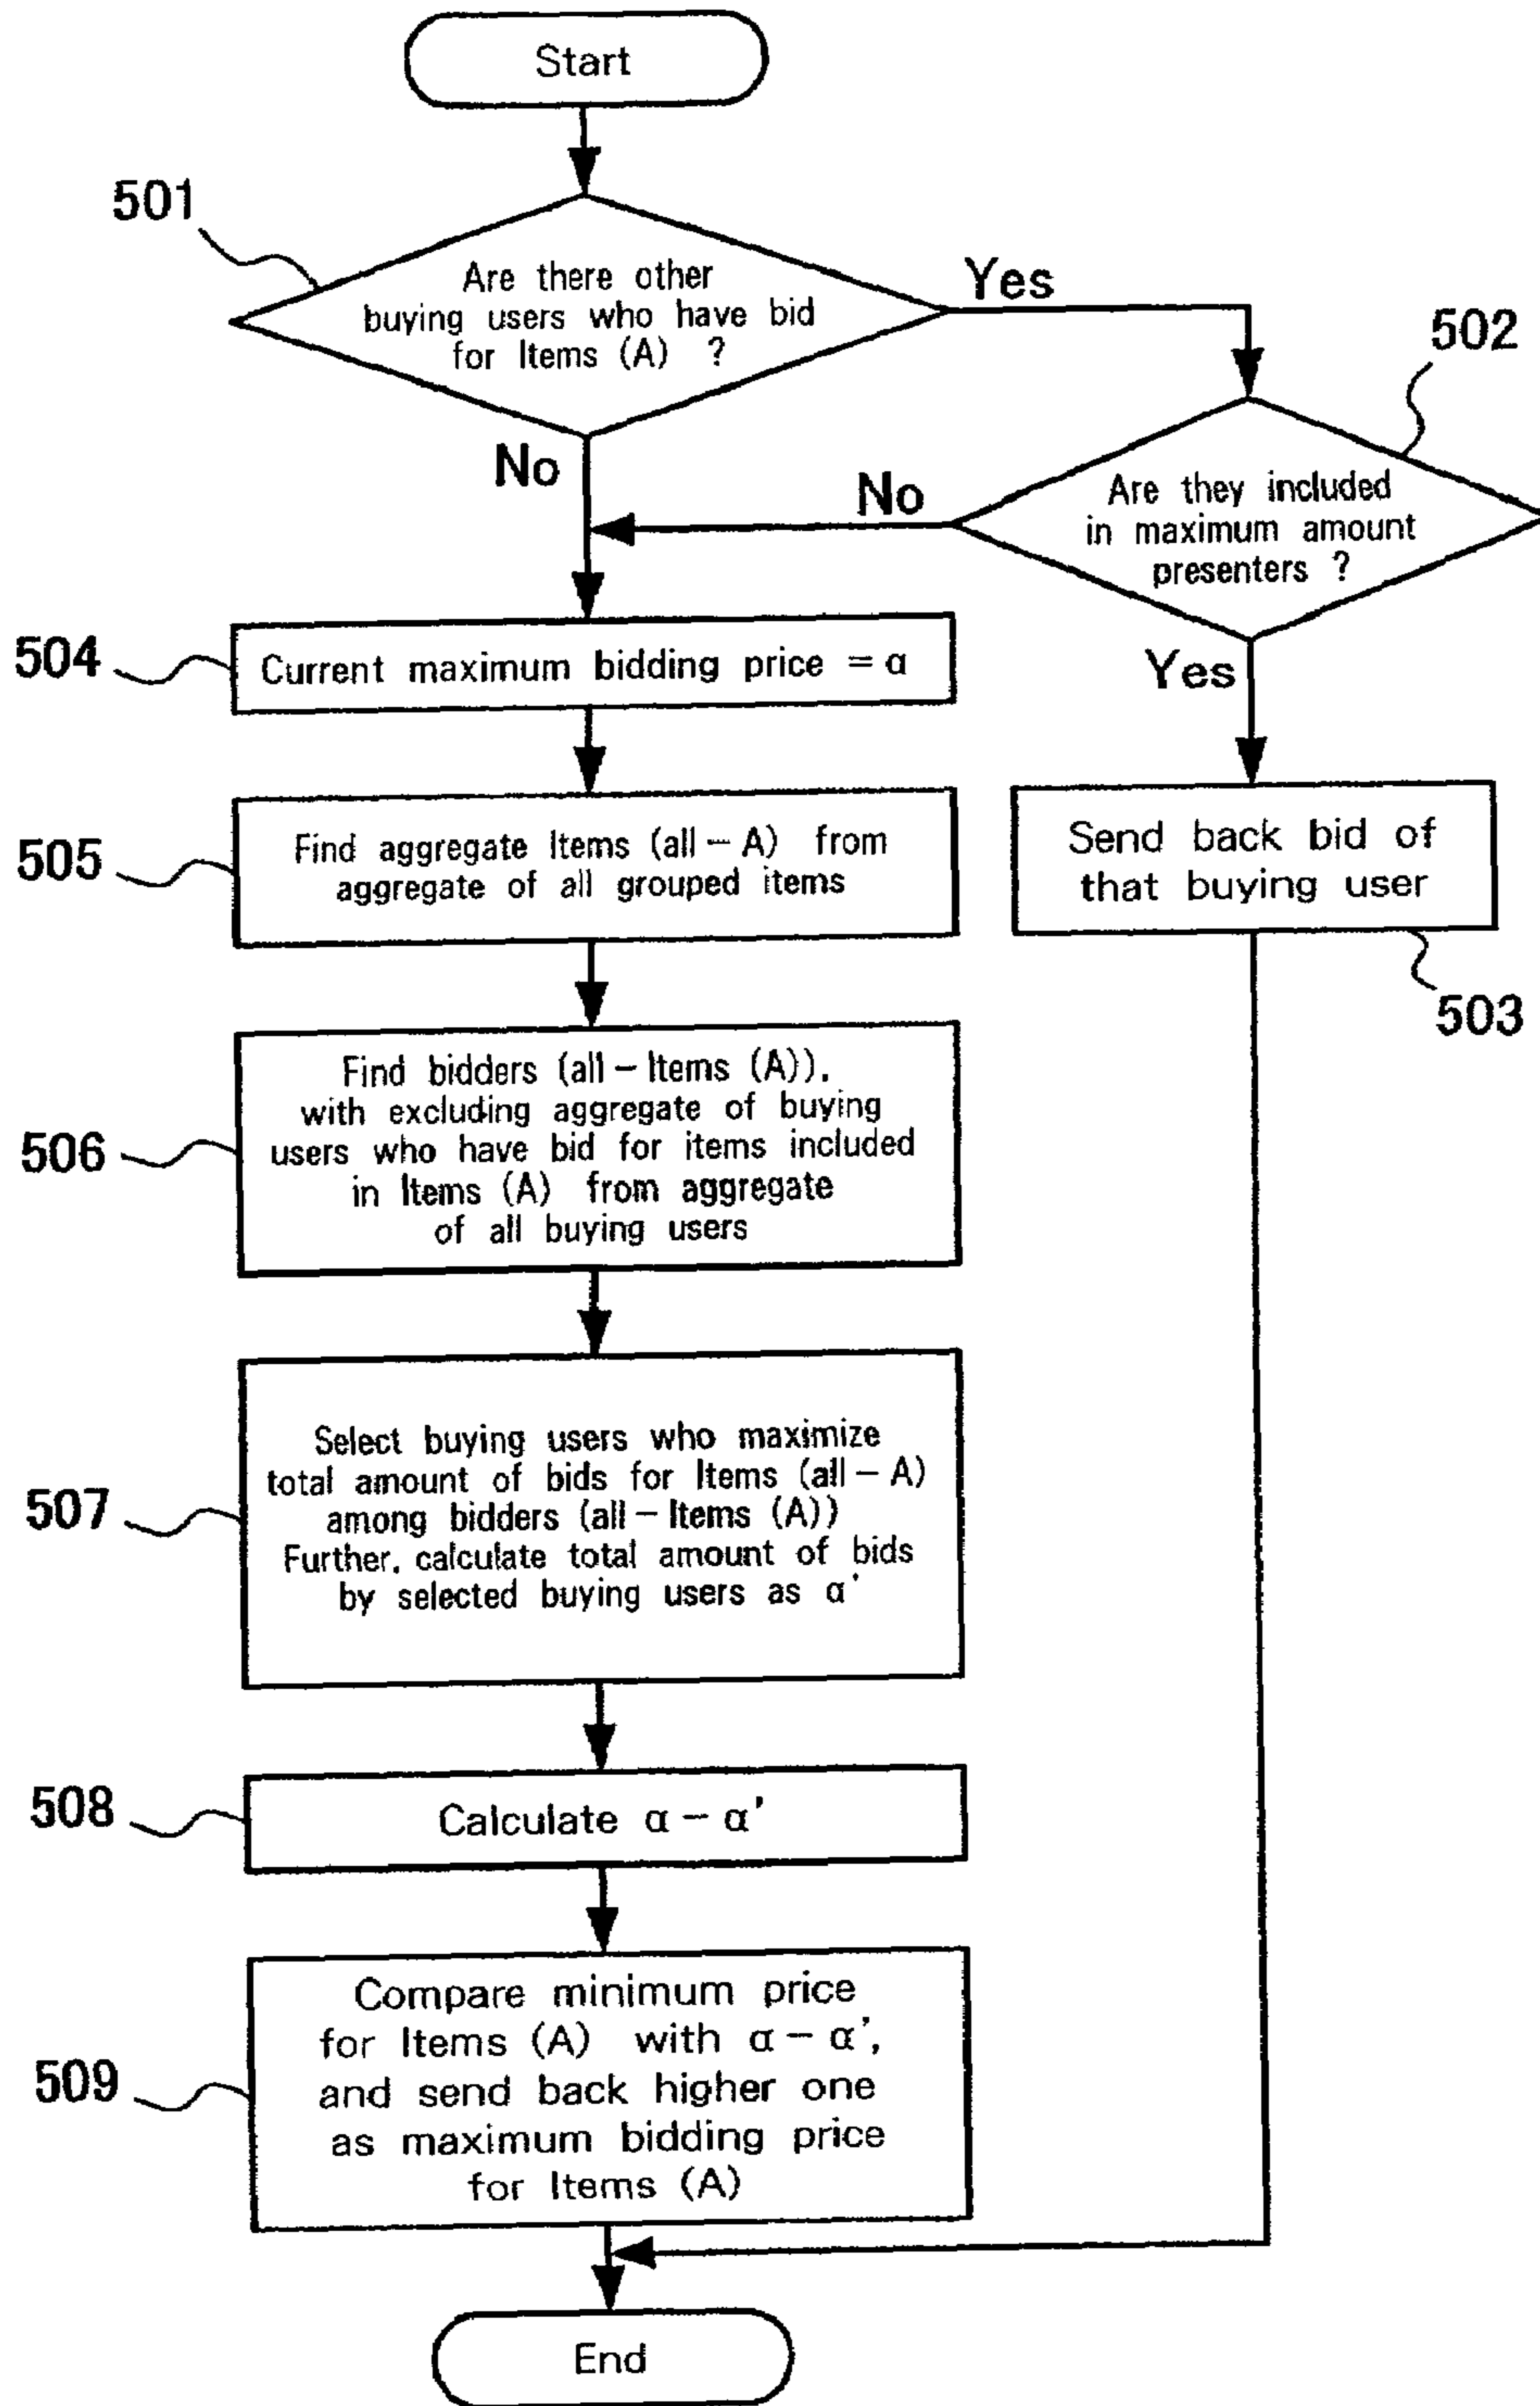 Start
501
Are there other
buying users who have bid
for Items (A) ?
Yes
No
502
Are they included
in maximum amount
presenters ?
No
Yes
504
Current maximum bidding price = α
505
Find aggregate Items (all − A) from
aggregate of all grouped items
Send back bid of
that buying user
503
506
Find bidders (all − Items (A)),
with excluding aggregate of buying
users who have bid for items included
in Items (A) from aggregate
of all buying users
507
Select buying users who maximize
total amount of bids for Items (all − A)
among bidders (all − Items (A))
Further, calculate total amount of bids
by selected buying users as α'
508
Calculate α − α'
509
Compare minimum price
for Items (A) with α − α',
and send back higher one
as maximum bidding price
for Items (A)
End